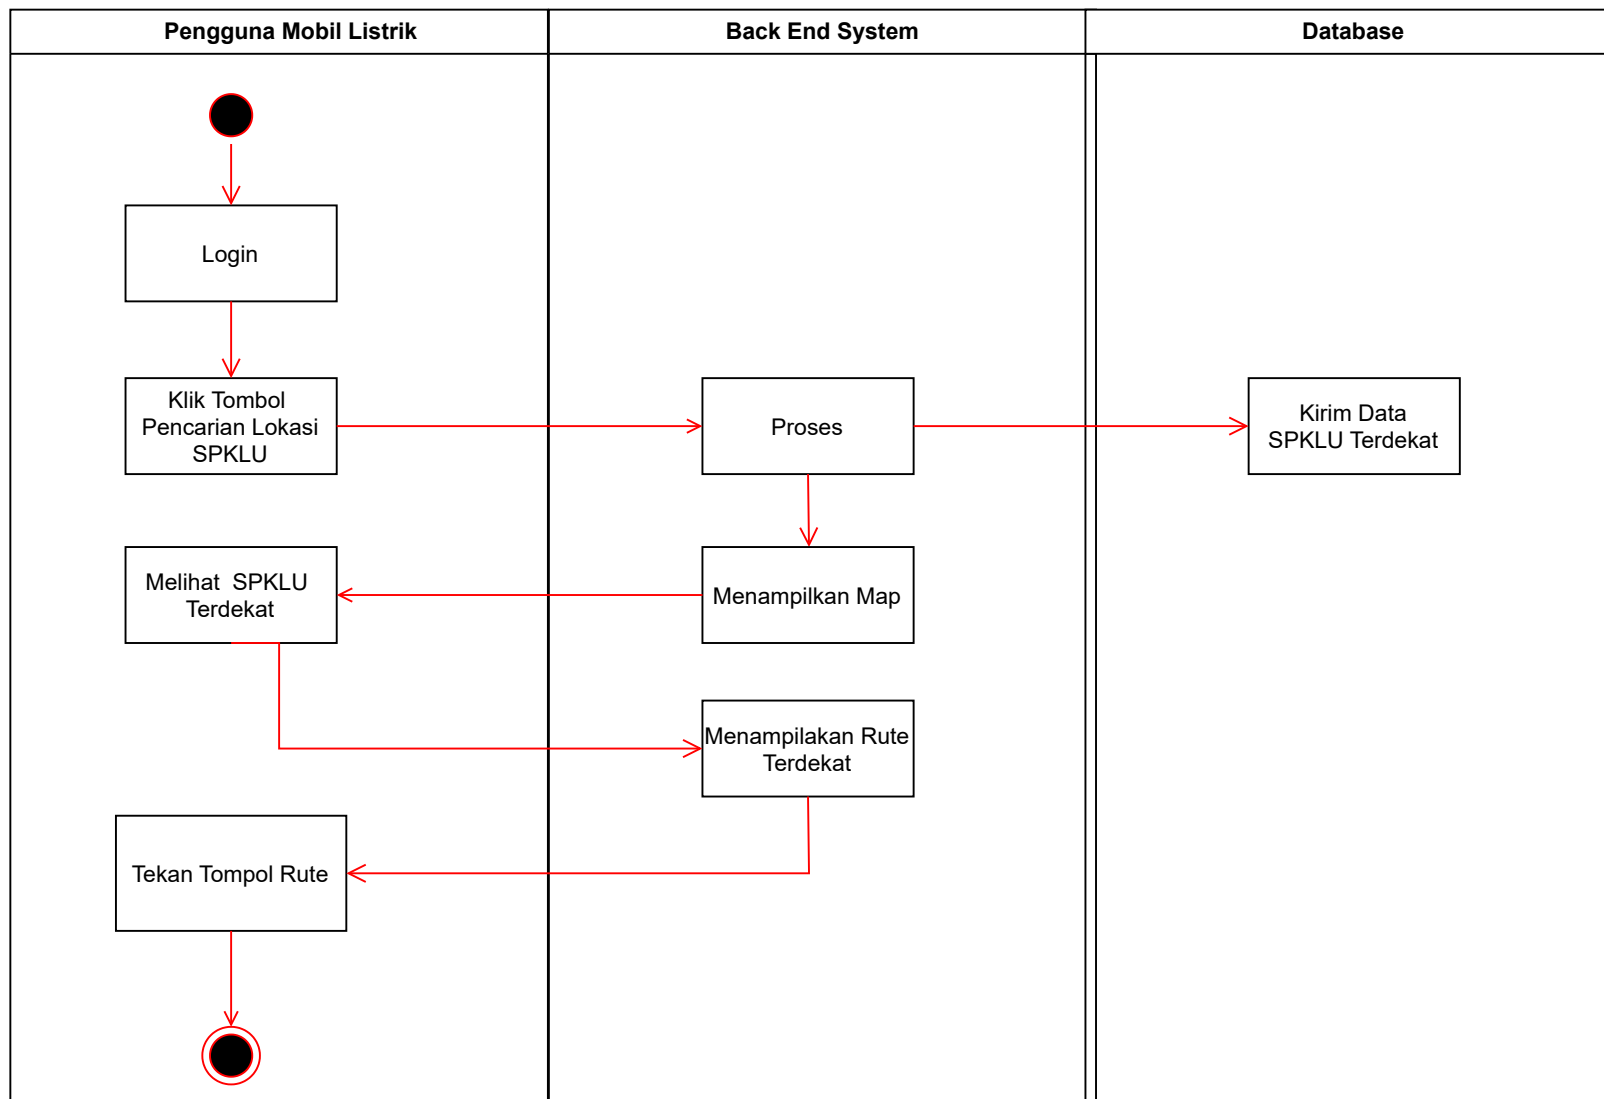 Pengguna Mobil Listrik
Back End System
Database
Login
Klik Tombol
Pencarian Lokasi
SPKLU
Proses
Kirim Data
SPKLU Terdekat
Melihat  SPKLU
Terdekat
Menampilkan Map
Menampilakan Rute
Terdekat
Tekan Tompol Rute